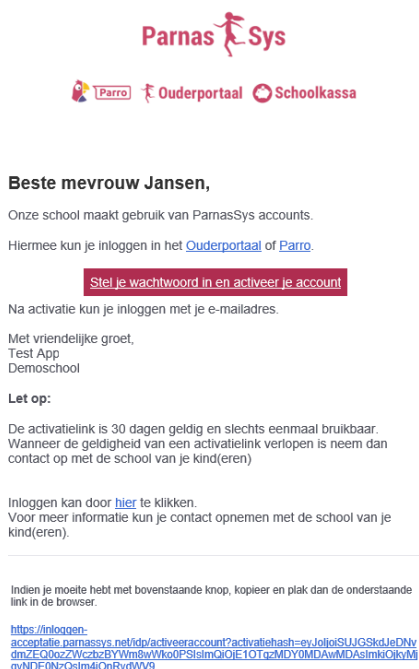 Parnas Sys
Parro Ouderportaal Schoolkassa
Beste mevrouw Jansen,
Onze school maakt gebruik van ParnasSys accounts.
Hiermee kun je inloggen in het Ouderportaal of Parro.
Stel je wachtwoord in en activeer je account
Na activatie kun je inloggen met je e-mailadres.
Met vriendelijke groet,
Test App
Demoschool
Let op:
De activatielink is 30 dagen geldig en slechts eenmaal bruikbaar.
Wanneer de geldigheid van een activatielink verlopen is neem dan
contact op met de school van je kind(eren)
Inloggen kan door hier te klikken.
Voor meer informatie kun je contact opnemen met de school van je
kind(eren).
Indien je moeite hebt met bovenstaande knop, kopieer en plak dan de onderstaande
link in de browser.
https://inloggen-
acceptatie.parnassys.net/idp/activeeraccount?activatiehash=eyJoljoiSUJGSkdJeDNv